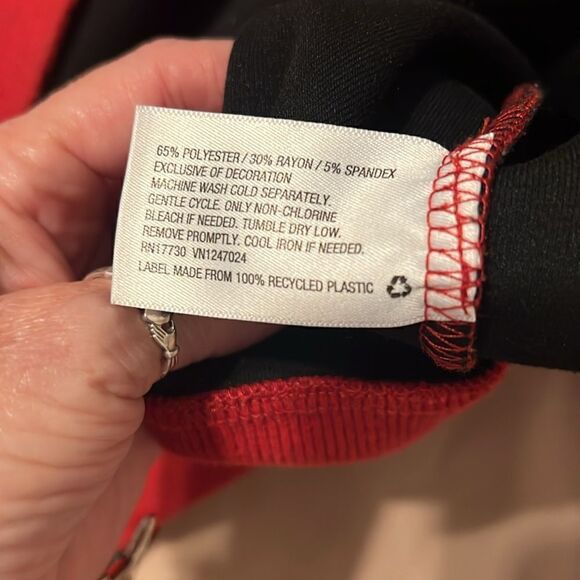 65% POLYESTER / 30% RAYON / 5% SPANDEX
EXCLUSIVE OF DECORATION
MACHINE WASH COLD SEPARATELY.
GENTLE CYCLE. ONLY NON-CHLORINE
BLEACH IF NEEDED. TUMBLE DRY LOW.
REMOVE PROMPTLY. COOL IRON IF NEEDED.
RN17730 VN1247024
LABEL MADE FROM 100% RECYCLED PLASTIC